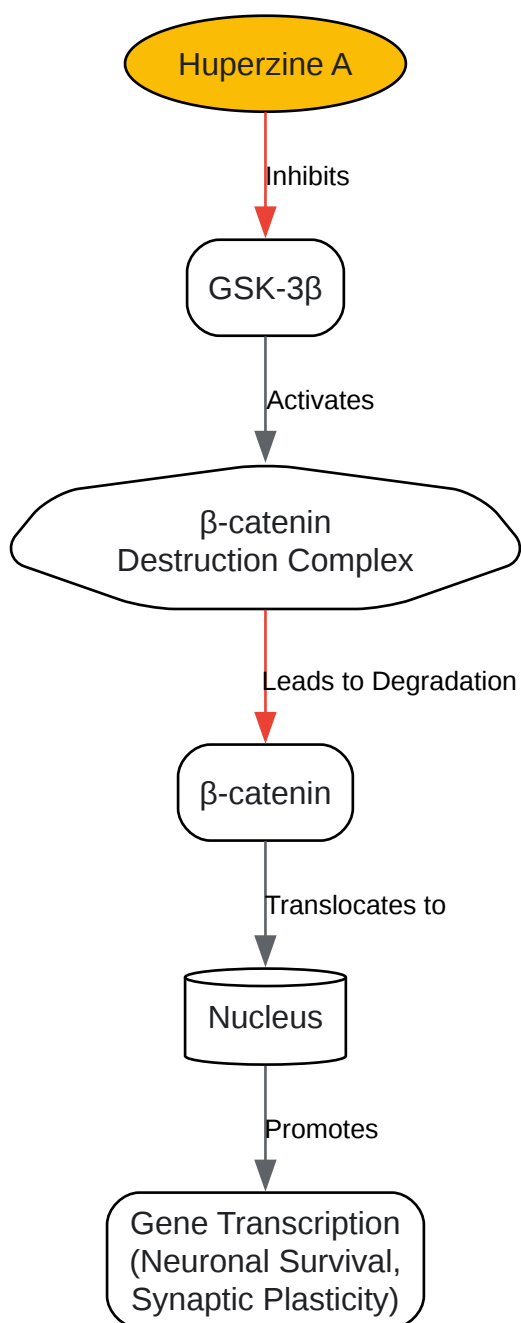 Huperzine A
Inhibits
GSK-3β
Activates
β-catenin
Destruction Complex
Leads to Degradation
β-catenin
Translocates to
Nucleus
Promotes
Gene Transcription
(Neuronal Survival,
Synaptic Plasticity)